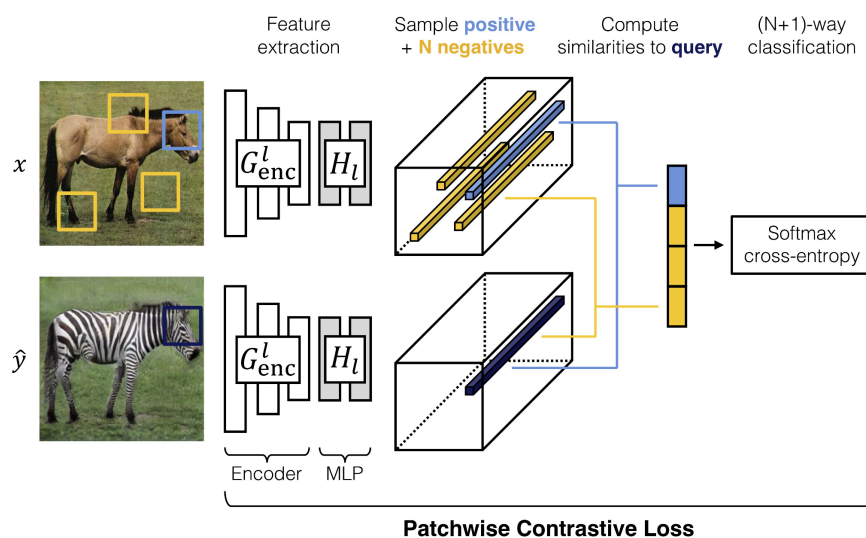 Feature
extraction
Sample positive
+ N negatives
Compute
similarities to query
(N+1)-way
classification
x
G^l_enc
H_l
Softmax
cross-entropy
ŷ
G^l_enc
H_l
Encoder
MLP
Patchwise Contrastive Loss